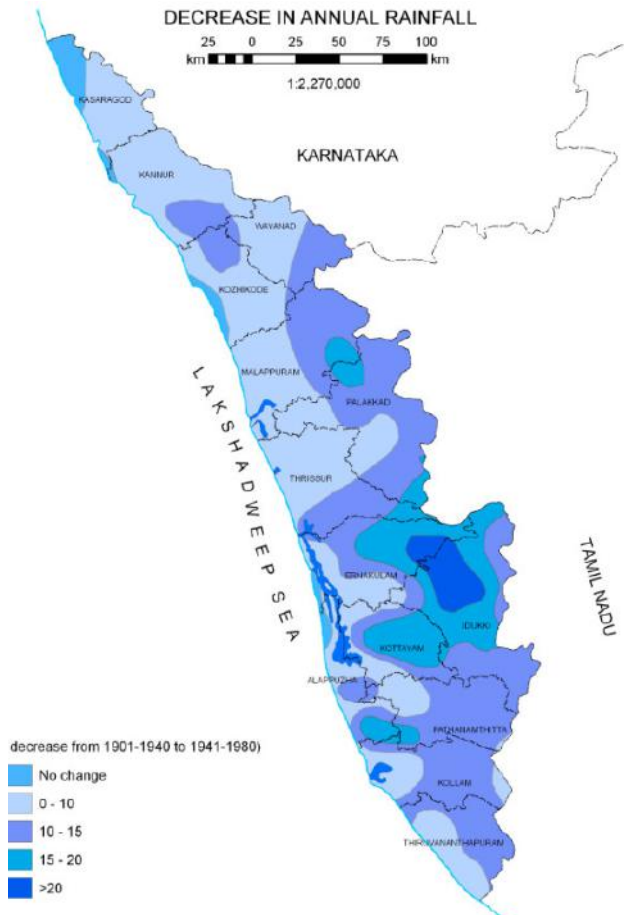 DECREASE IN ANNUAL RAINFALL
25 0 25 50 100
km km
1:2,270,000
KARNATAKA
KASARAGOD
KANNUR
WAYANAD
KOZHIKODE
MALAPPURAM
PALAKKAD
THRISSUR
LAKSHADWEEP SEA
TAMIL NADU
ERNAKULAM
IDUKKI
KOTTAYAM
ALAPPUZHA
PATHANAMTHITTA
KOLLAM
THIRUVANANTHAPURAM
decrease from 1901-1940 to 1941-1980)
No change
0 - 10
10 - 15
15 - 20
>20